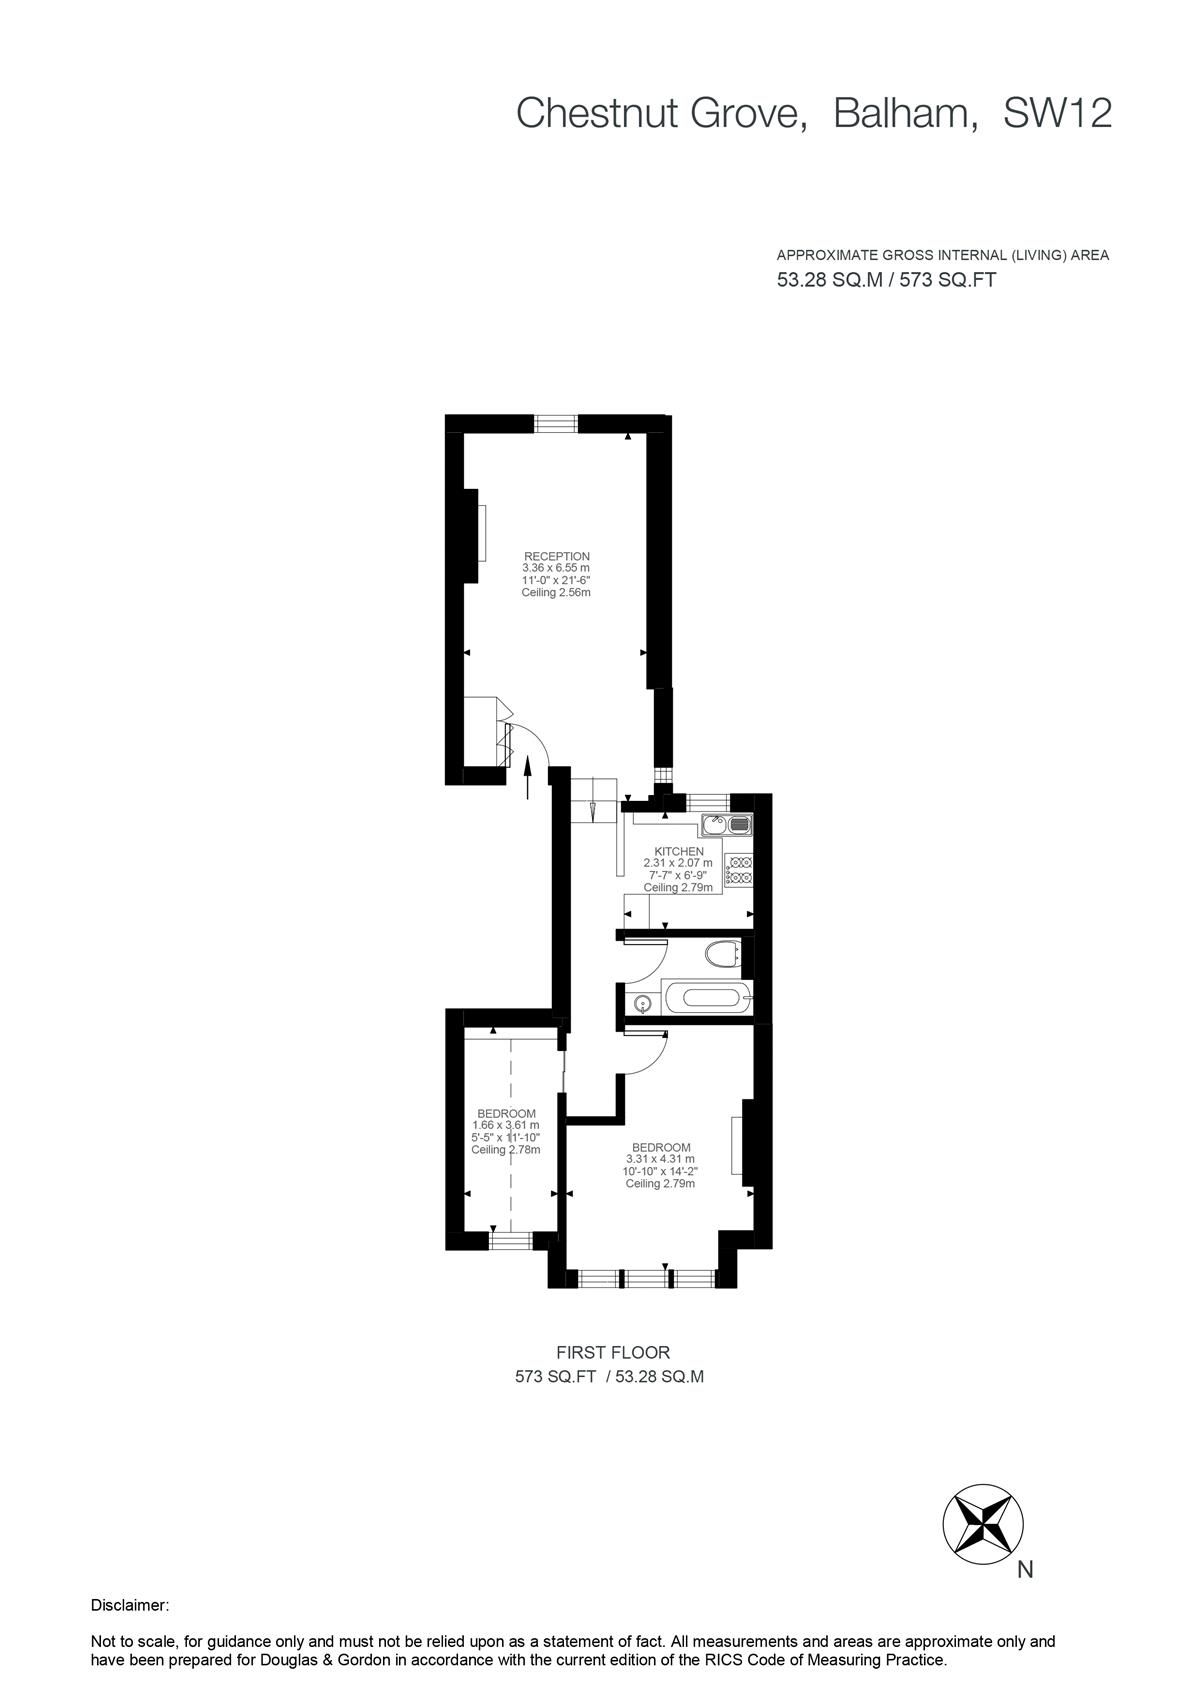 Chestnut Grove, Balham, SW12
APPROXIMATE GROSS INTERNAL (LIVING) AREA
53.28 SQ.M / 573 SQ.FT
RECEPTION
3.36 x 6.55 m
11'-0" x 21'-6"
Ceiling 2.56m
KITCHEN
2.31 x 2.07 m
7'-7" x 6'-9"
Ceiling 2.79m
BEDROOM
1.66 x 3.61 m
5'-5" x 11'-10"
Ceiling 2.78m
BEDROOM
3.31 x 4.31 m
10'-10" x 14'-2"
Ceiling 2.79m
FIRST FLOOR
573 SQ.FT / 53.28 SQ.M
N
Disclaimer:
Not to scale, for guidance only and must not be relied upon as a statement of fact. All measurements and areas are approximate only and
have been prepared for Douglas & Gordon in accordance with the current edition of the RICS Code of Measuring Practice.